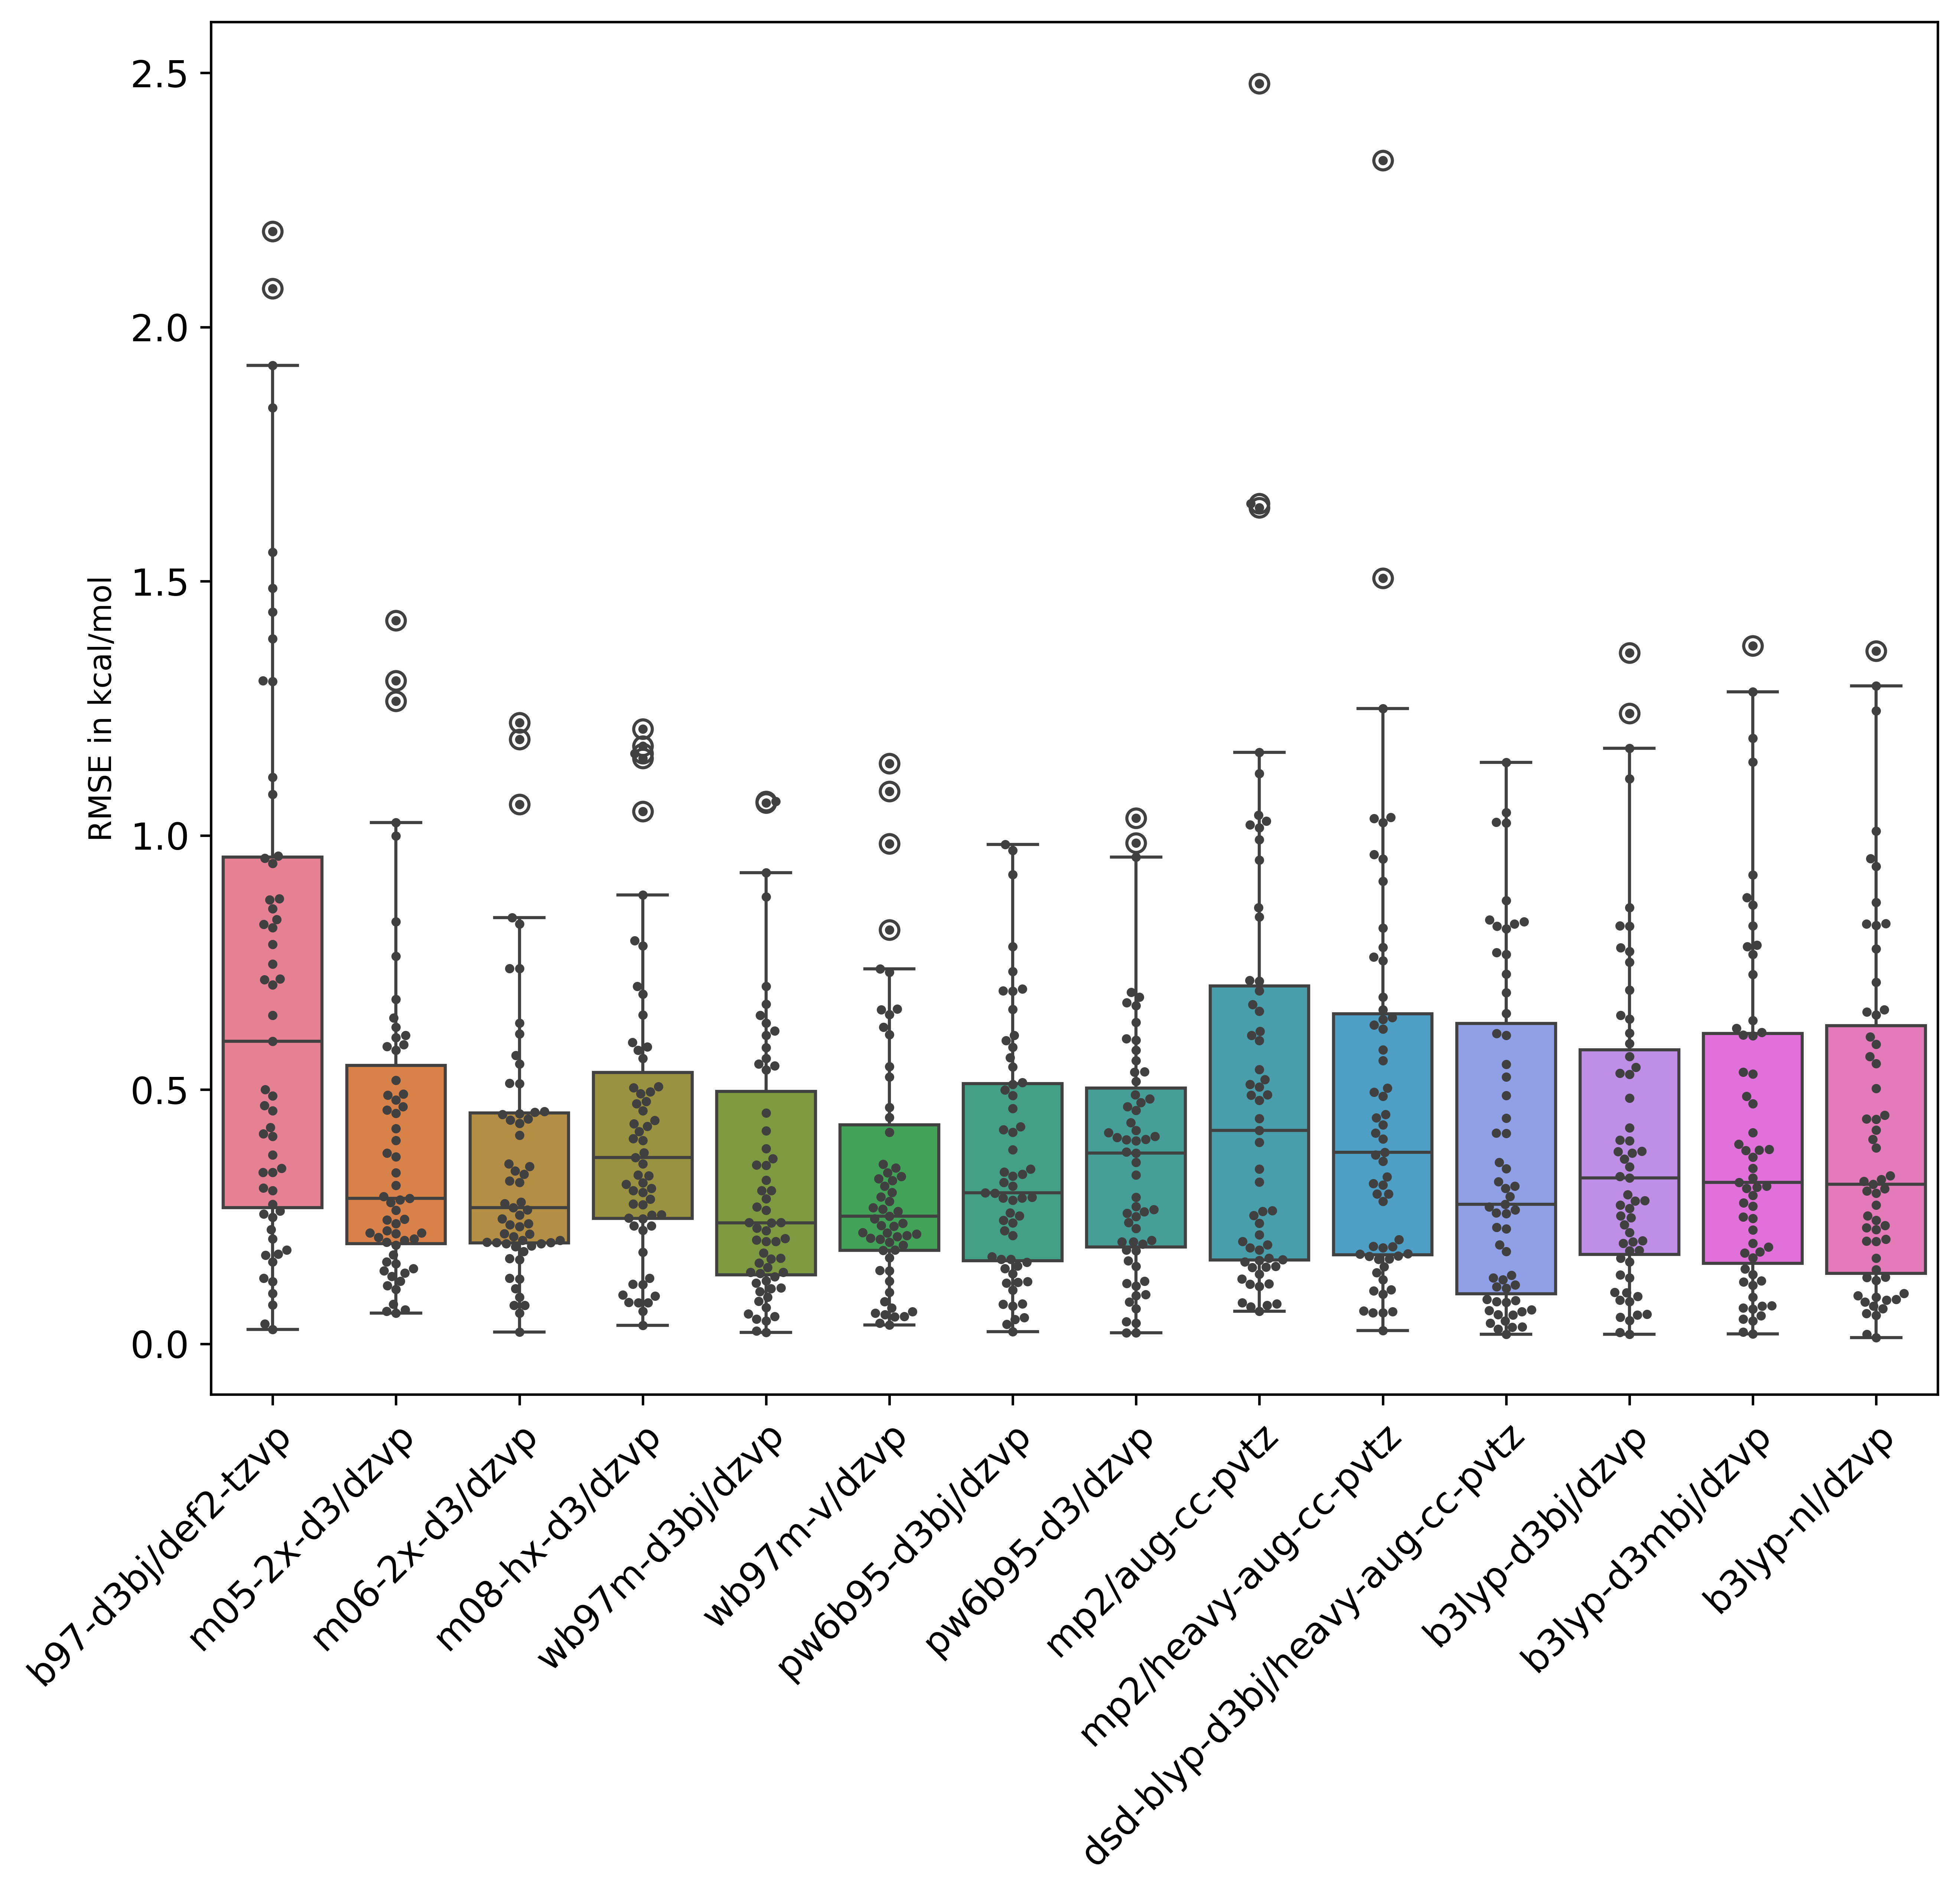 2.5
2.0
1.5
1.0
0.5
0.0
RMSE in kcal/mol
b97-d3bj/def2-tzvp
m05-2x-d3/dzvp
m06-2x-d3/dzvp
m08-hx-d3/dzvp
wb97m-d3bj/dzvp
wb97m-v/dzvp
pw6b95-d3bj/dzvp
pw6b95-d3/dzvp
mp2/aug-cc-pvtz
mp2/heavy-aug-cc-pvtz
dsd-blyp-d3bj/heavy-aug-cc-pvtz
b3lyp-d3bj/dzvp
b3lyp-d3mbj/dzvp
b3lyp-nl/dzvp